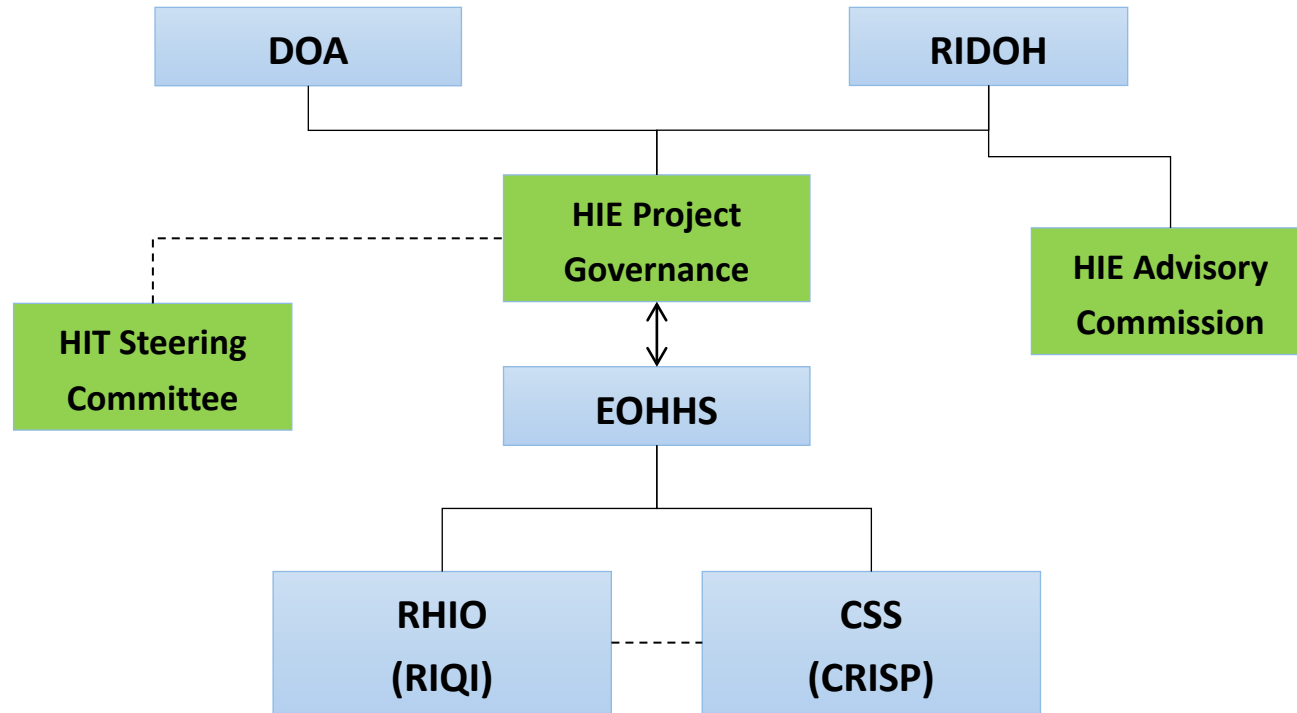 DOA
RIDOH
HIE Project
Governance
HIE Advisory
Commission
HIT Steering
Committee
EOHHS
RHIO
(RIQI)
CSS
(CRISP)